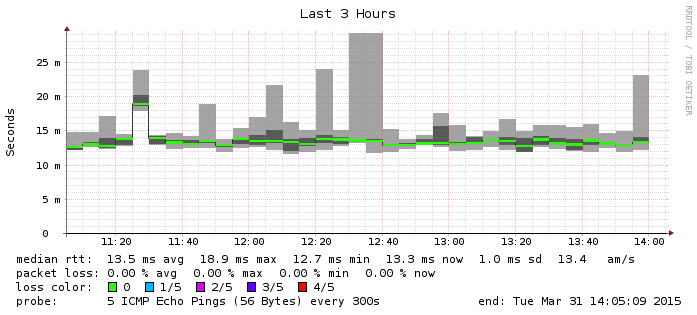 Last 3 Hours
RRDTOOL / TOBI OETIKER
Seconds
25 m
20 m
15 m
10 m
5 m
0
11:20 11:40 12:00 12:20 12:40 13:00 13:20 13:40 14:00
median rtt: 13.5 ms avg 18.9 ms max 12.7 ms min 13.3 ms now 1.0 ms sd 13.4 am/s
packet loss: 0.00 % avg 0.00 % max 0.00 % min 0.00 % now
loss color: 0 1/5 2/5 3/5 4/5
probe: 5 ICMP Echo Pings (56 Bytes) every 300s end: Tue Mar 31 14:05:09 2015